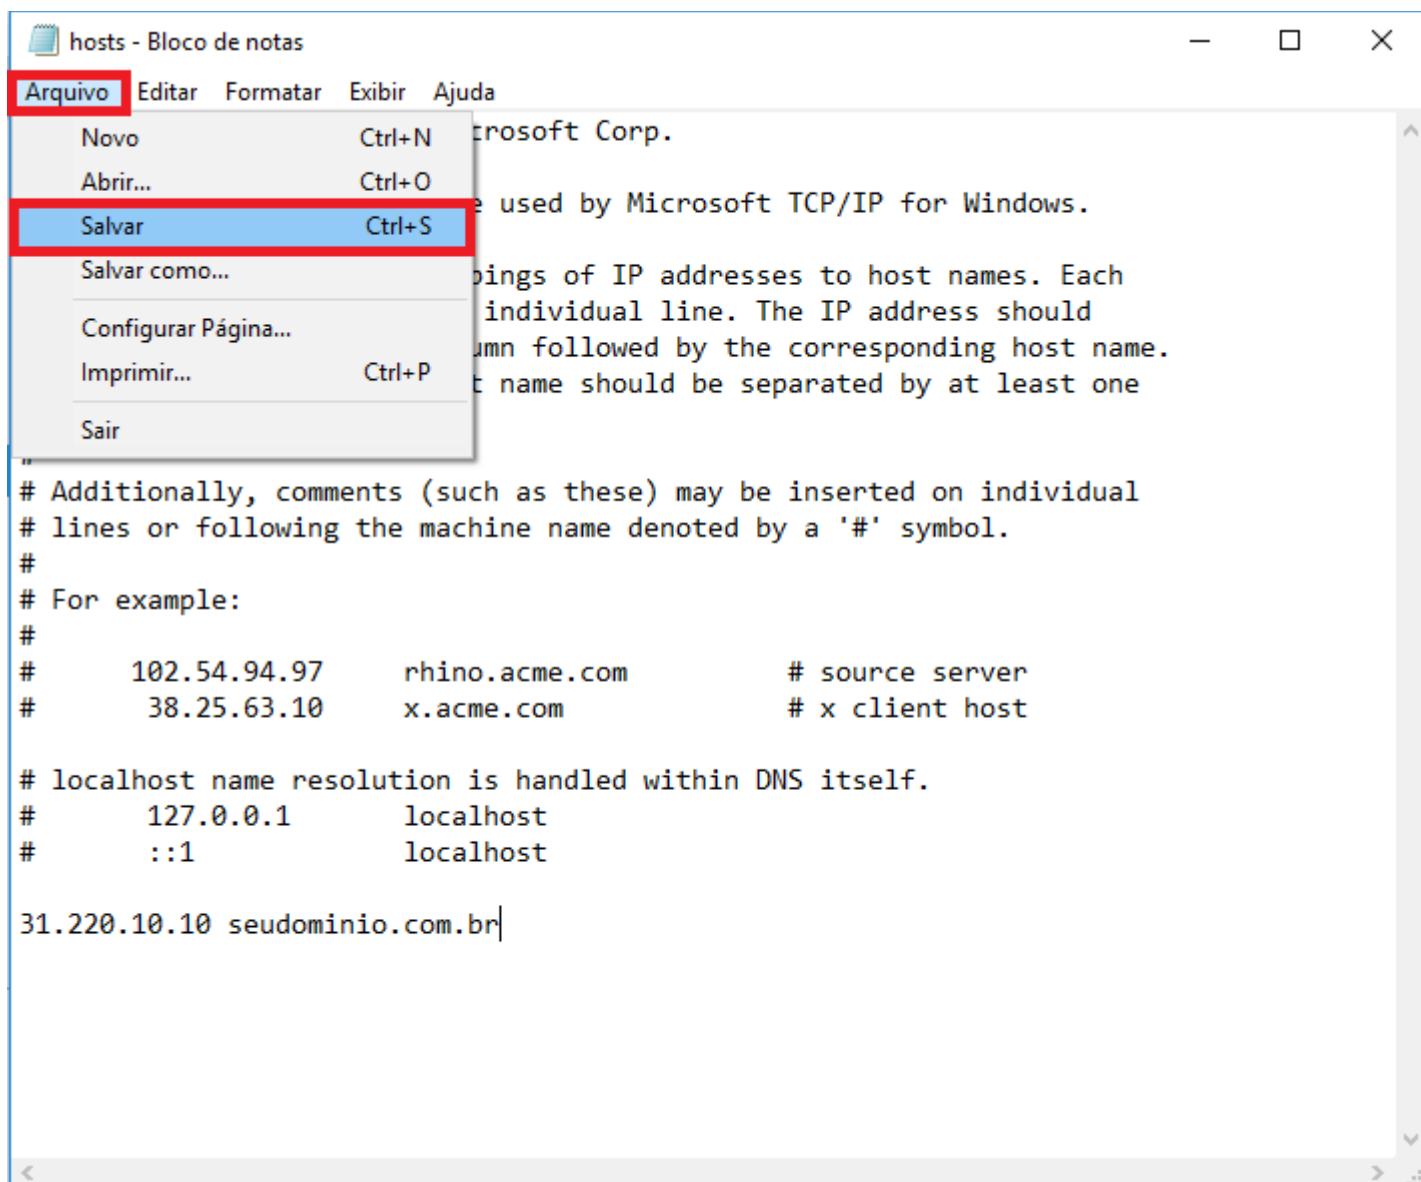 hosts - Bloco de notas
Arquivo Editar Formatar Exibir Ajuda
Novo Ctrl+N
Abrir... Ctrl+O
Salvar Ctrl+S
Salvar como...
Configurar Página...
Imprimir... Ctrl+P
Sair
Corp.
used by Microsoft TCP/IP for Windows.
of IP addresses to host names. Each
individual line. The IP address should
followed by the corresponding host name.
name should be separated by at least one
#
# Additionally, comments (such as these) may be inserted on individual
# lines or following the machine name denoted by a '#' symbol.
#
# For example:
#
# 102.54.94.97 rhino.acme.com # source server
# 38.25.63.10 x.acme.com # x client host
# localhost name resolution is handled within DNS itself.
# 127.0.0.1 localhost
# ::1 localhost
31.220.10.10 seudominio.com.br